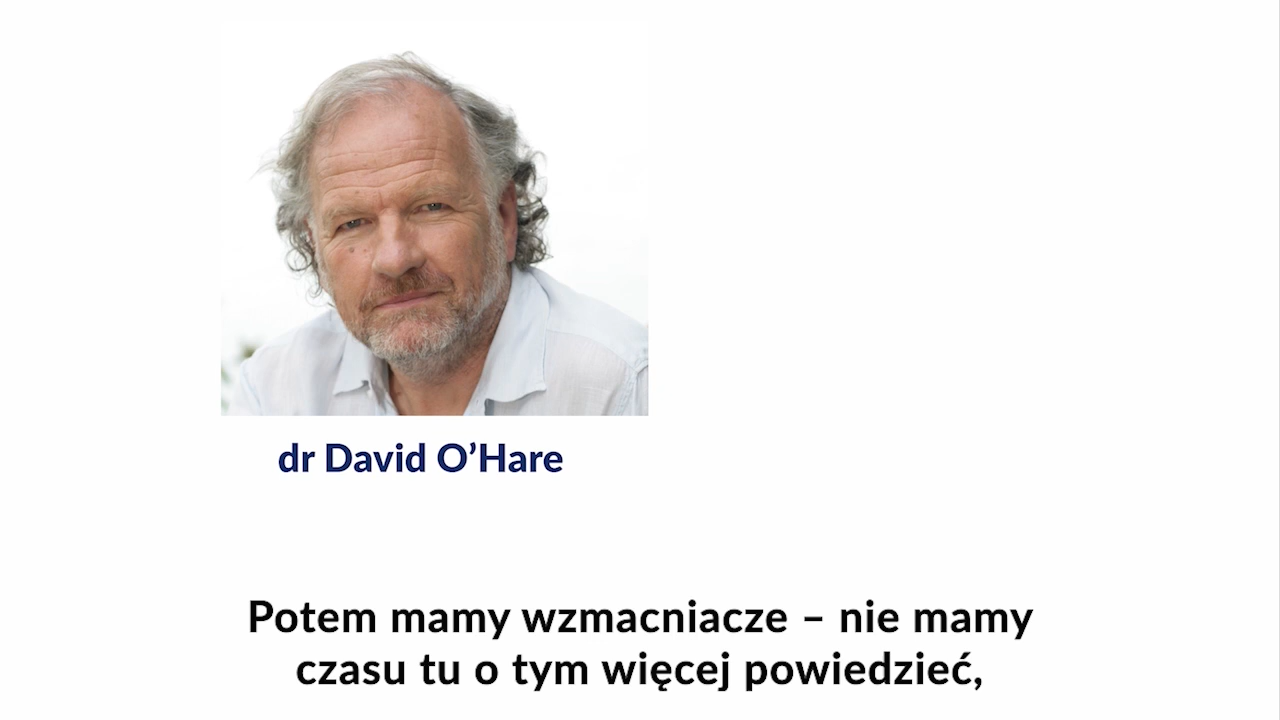 dr David O’Hare
Potem mamy wzmacniacze – nie mamy
czasu tu o tym więcej powiedzieć,